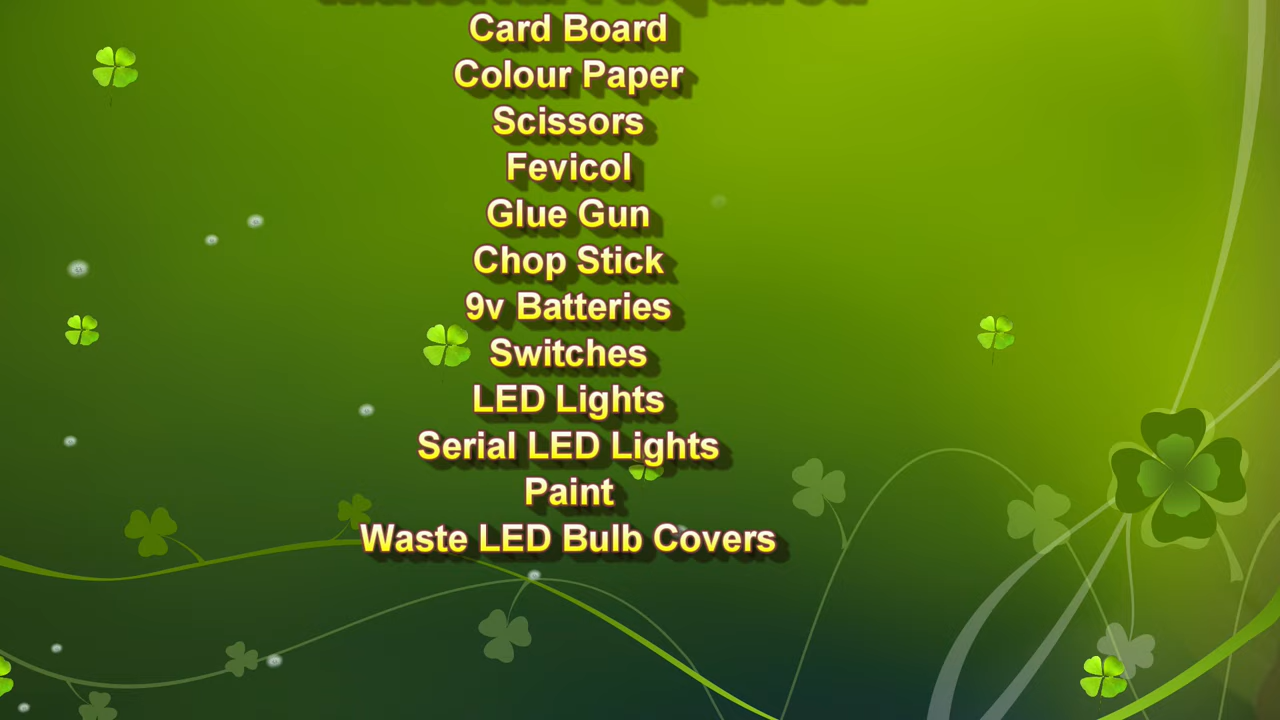 Card Board
Colour Paper
Scissors
Fevicol
Glue Gun
Chop Stick
9v Batteries
Switches
LED Lights
Serial LED Lights
Paint
Waste LED Bulb Covers